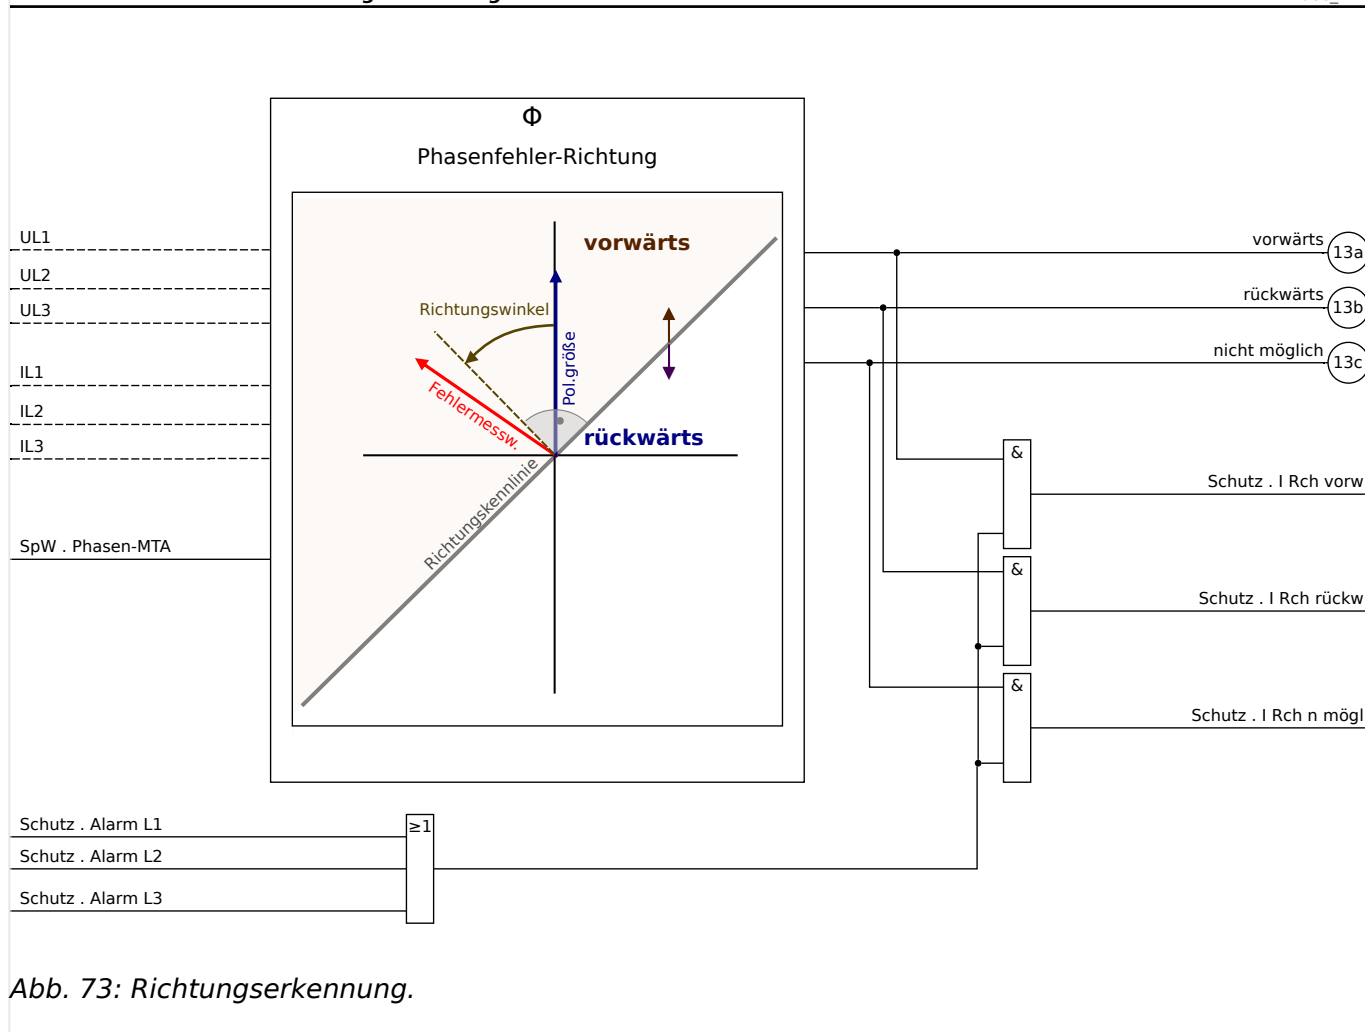 Φ
Phasenfehler-Richtung
vorwärts
UL1
UL2
UL3
IL1
IL2
IL3
SpW . Phasen-MTA
Richtungswinkel
Pol.größe
Fehlermessw.
rückwärts
Richtungskennlinie
vorwärts
13a
rückwärts
13b
nicht möglich
13c
&
Schutz . I Rch vorw
&
Schutz . I Rch rückw
&
Schutz . I Rch n mögl
Schutz . Alarm L1
≥1
Schutz . Alarm L2
Schutz . Alarm L3
Abb. 73: Richtungserkennung.